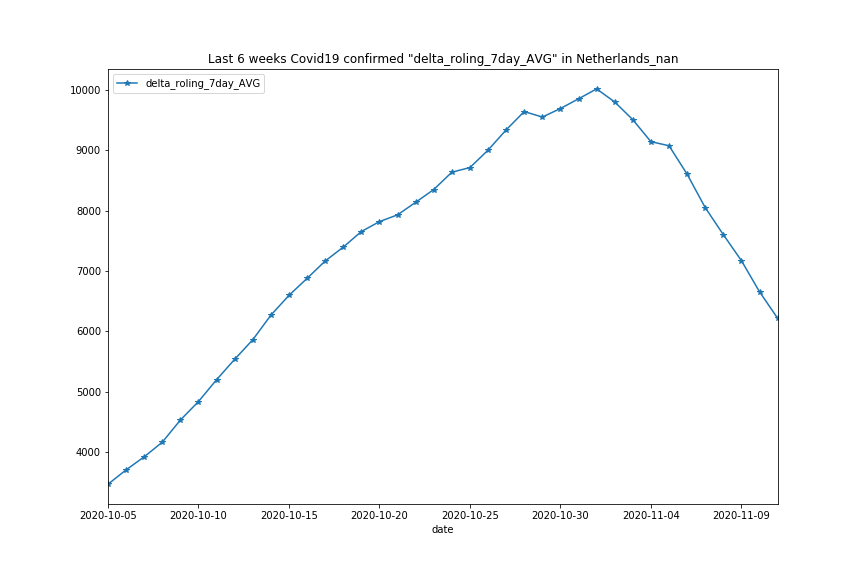 Last 6 weeks Covid19 confirmed "delta_roling_7day_AVG" in Netherlands_nan
delta_roling_7day_AVG
10000
9000
8000
7000
6000
5000
4000
2020-10-05 2020-10-10 2020-10-15 2020-10-20 2020-10-25 2020-10-30 2020-11-04 2020-11-09
date